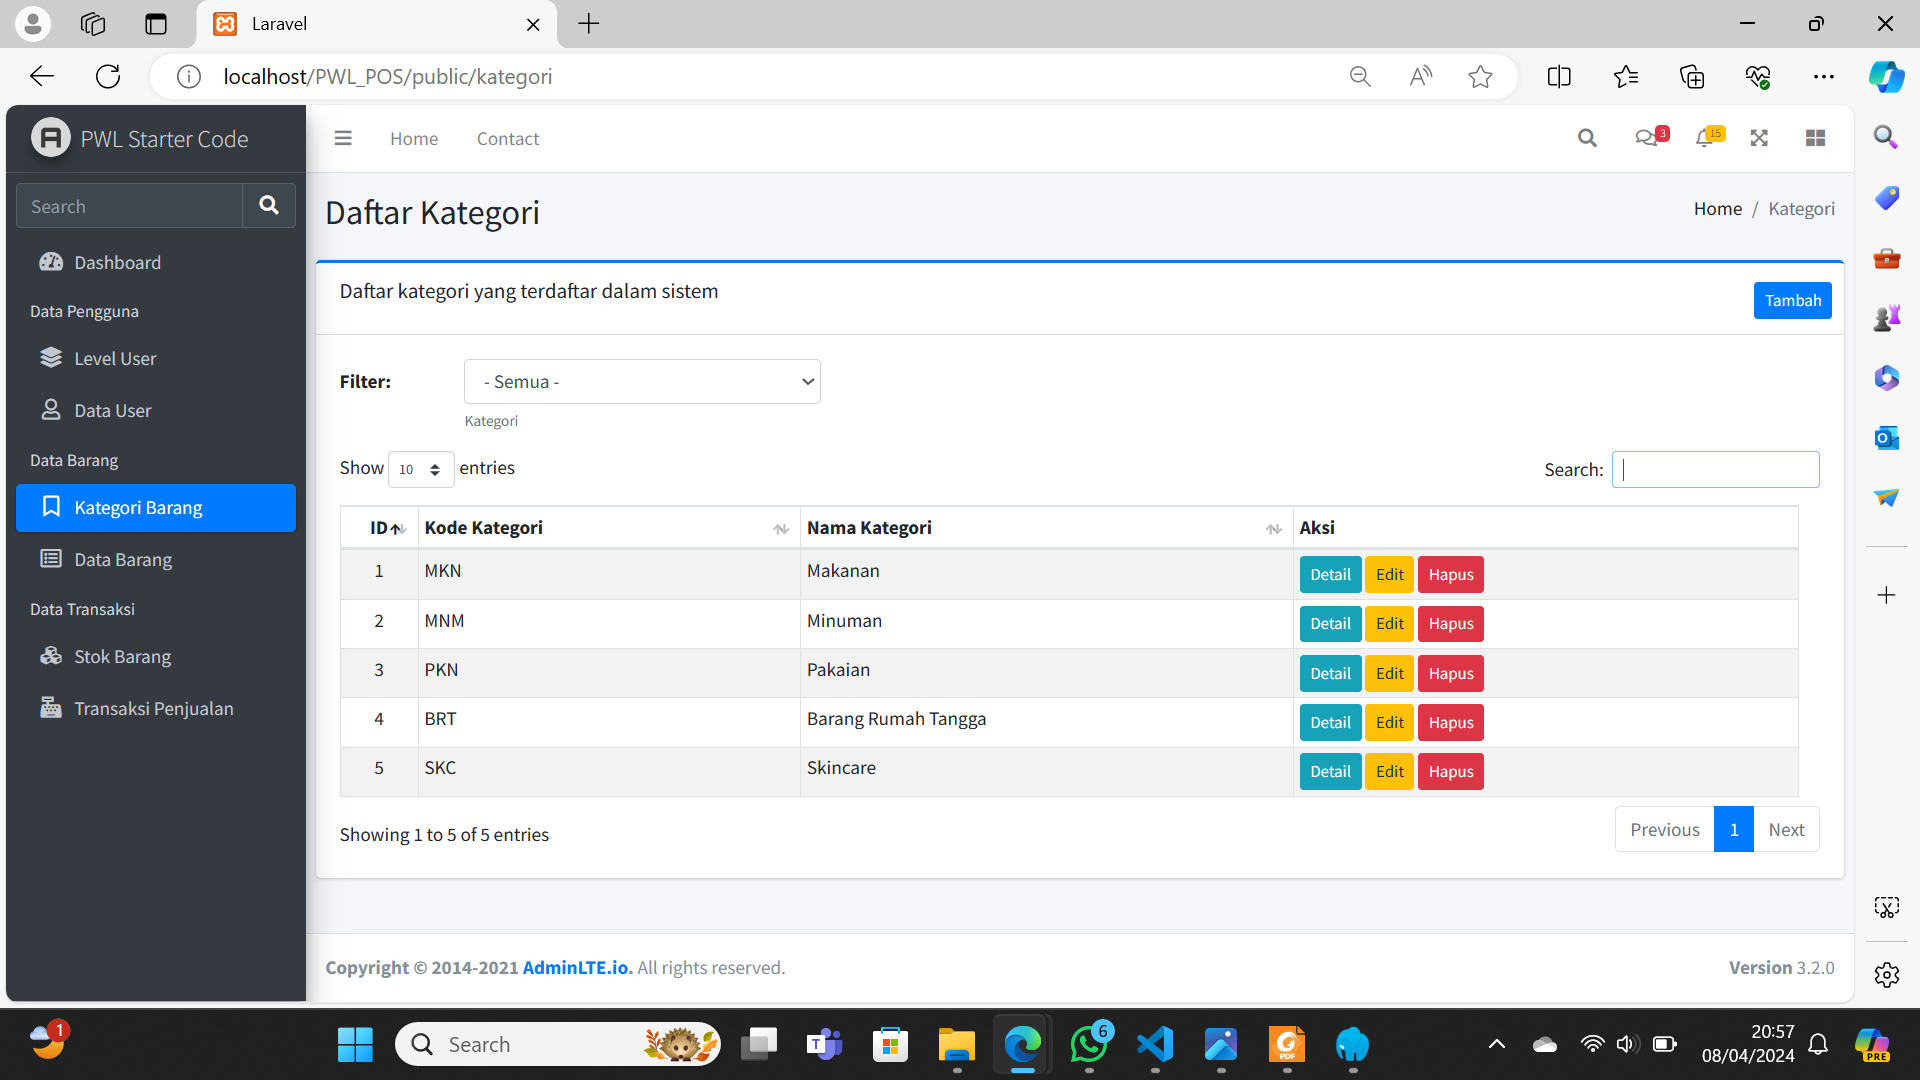 Laravel
localhost/PWL_POS/public/kategori
PWL Starter Code
Home Contact
3
15
Search
Dashboard
Data Pengguna
Level User
Data User
Data Barang
Kategori Barang
Data Barang
Data Transaksi
Stok Barang
Transaksi Penjualan
Daftar Kategori
Home / Kategori
Daftar kategori yang terdaftar dalam sistem
Tambah
Filter: - Semua -
Kategori
Show 10 entries
Search:
ID Kode Kategori Nama Kategori Aksi
1 MKN Makanan Detail Edit Hapus
2 MNM Minuman Detail Edit Hapus
3 PKN Pakaian Detail Edit Hapus
4 BRT Barang Rumah Tangga Detail Edit Hapus
5 SKC Skincare Detail Edit Hapus
Showing 1 to 5 of 5 entries
Previous 1 Next
Copyright © 2014-2021 AdminLTE.io. All rights reserved.
Version 3.2.0
1
Search
6
PDF
20:57
08/04/2024
PRE